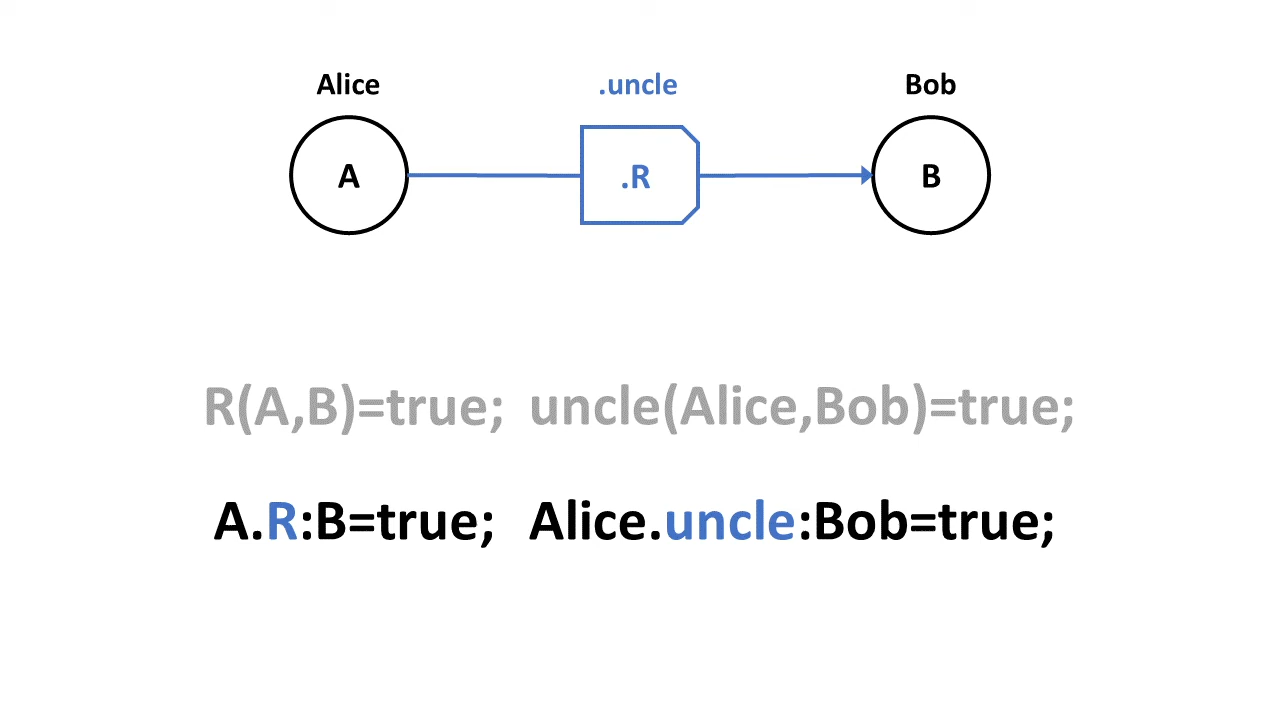 Alice .uncle Bob
A .R B
R(A,B)=true; uncle(Alice,Bob)=true;
A.R:B=true; Alice.uncle:Bob=true;